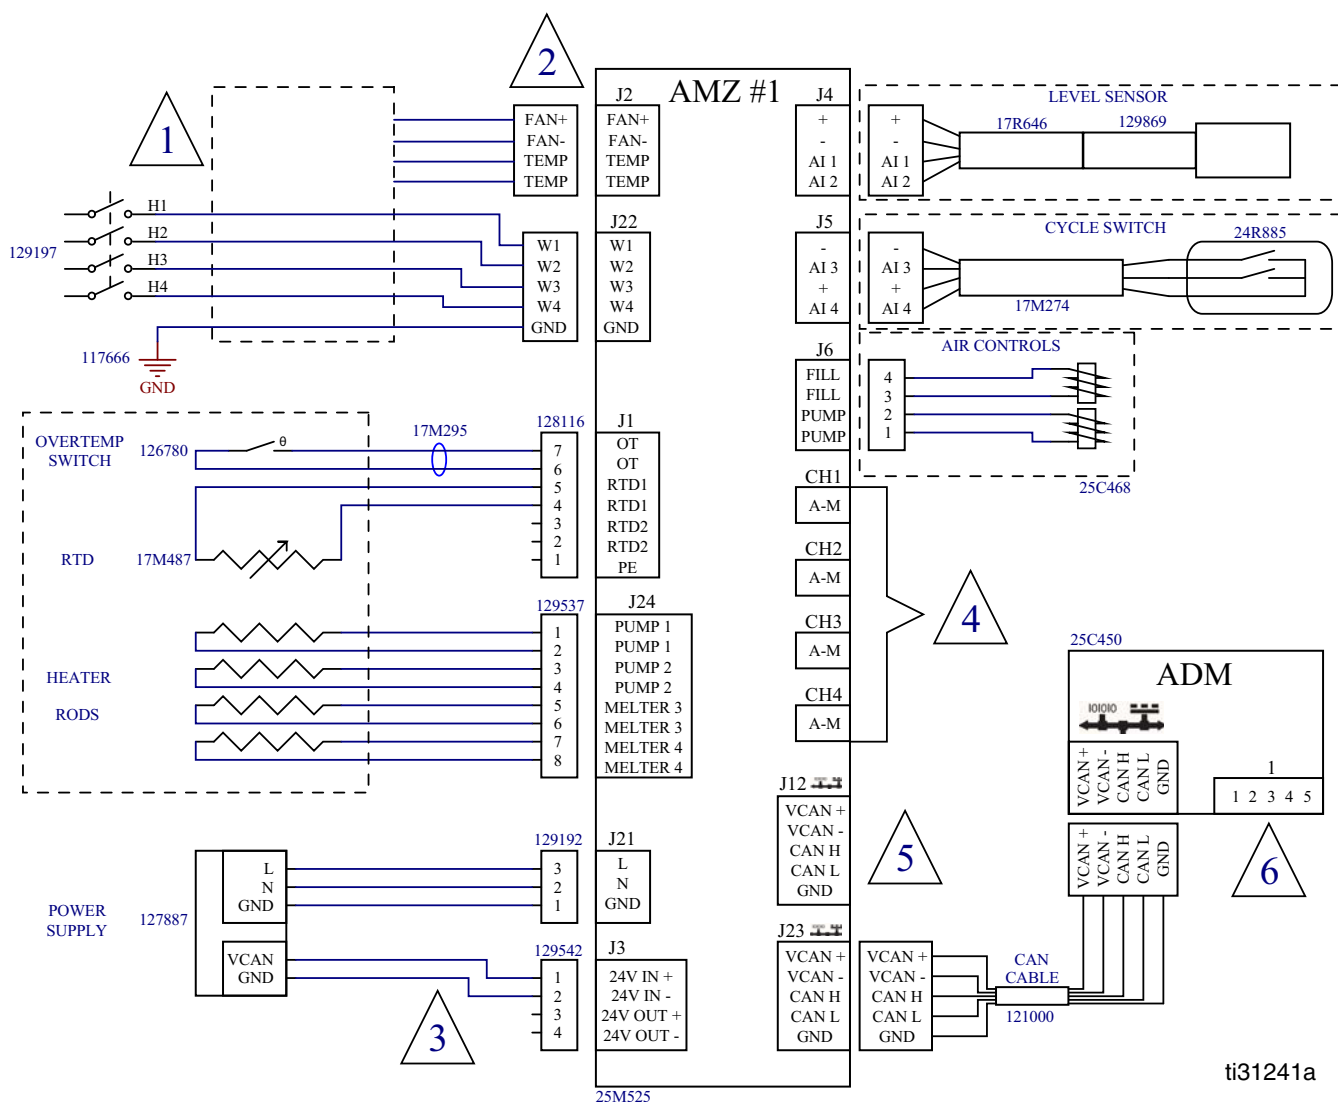 AMZ #1
1
2
J2
FAN+
FAN-
TEMP
TEMP
FAN+
FAN-
TEMP
TEMP
129197
H1
H2
H3
H4
J22
W1
W2
W3
W4
GND
W1
W2
W3
W4
GND
117666
GND
OVERTEMP
SWITCH
126780
θ
17M295
128116
J1
7
6
5
4
3
2
1
OT
OT
RTD1
RTD1
RTD2
RTD2
PE
RTD
17M487
129537
J24
1
2
3
4
5
6
7
8
PUMP 1
PUMP 1
PUMP 2
PUMP 2
MELTER 3
MELTER 3
MELTER 4
MELTER 4
HEATER
RODS
POWER
SUPPLY
127887
L
N
GND
129192
J21
3
2
1
L
N
GND
VCAN
GND
129542
J3
1
2
3
4
24V IN +
24V IN -
24V OUT +
24V OUT -
3
25M525
J4
+
-
AI 1
AI 2
+
-
AI 1
AI 2
LEVEL SENSOR
17R646
129869
J5
-
AI 3
+
AI 4
-
AI 3
+
AI 4
CYCLE SWITCH
24R885
17M274
J6
FILL
FILL
PUMP
PUMP
4
3
2
1
AIR CONTROLS
25C468
CH1
A-M
CH2
A-M
CH3
A-M
CH4
A-M
4
J12
VCAN +
VCAN -
CAN H
CAN L
GND
5
J23
VCAN +
VCAN -
CAN H
CAN L
GND
VCAN +
VCAN -
CAN H
CAN L
GND
CAN
CABLE
121000
25C450
ADM
101010
VCAN +
VCAN -
CAN H
CAN L
GND
1
1 2 3 4 5
VCAN +
VCAN -
CAN H
CAN L
GND
6
ti31241a